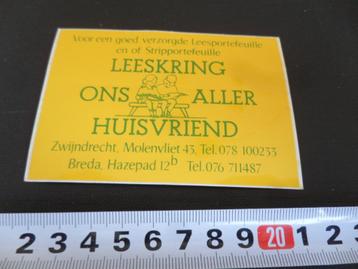 Voor een goed verzorgde Leesportefeuille
en of Stripportefeuille
LEESKRING
ONS ALLER
HUISVRIEND
Zwijndrecht, Molenvliet 43, Tel. 078 100233
Breda, Hazepad 12b Tel. 076 711487
2 3 4 5 6 7 8 9 20 1 2 3